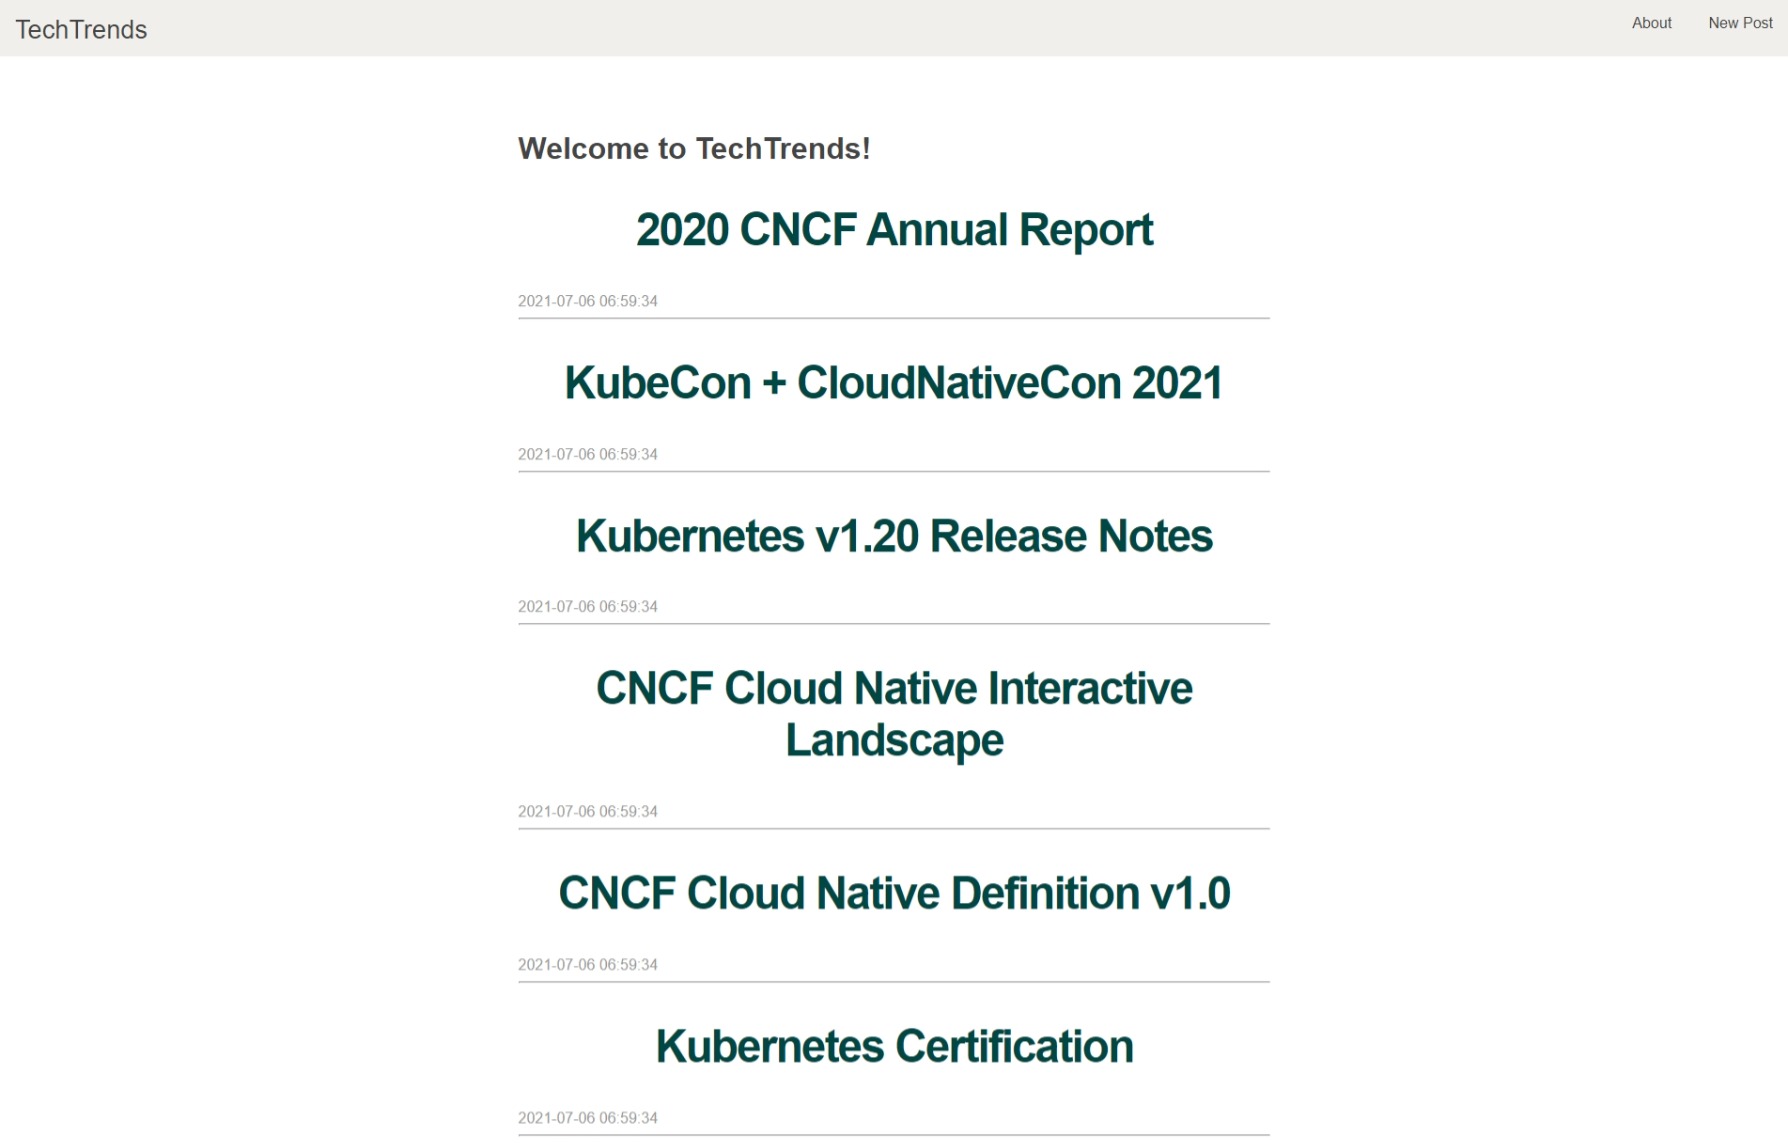 TechTrends
About
New Post
Welcome to TechTrends!
2020 CNCF Annual Report
2021-07-06 06:59:34
KubeCon + CloudNativeCon 2021
2021-07-06 06:59:34
Kubernetes v1.20 Release Notes
2021-07-06 06:59:34
CNCF Cloud Native Interactive
Landscape
2021-07-06 06:59:34
CNCF Cloud Native Definition v1.0
2021-07-06 06:59:34
Kubernetes Certification
2021-07-06 06:59:34